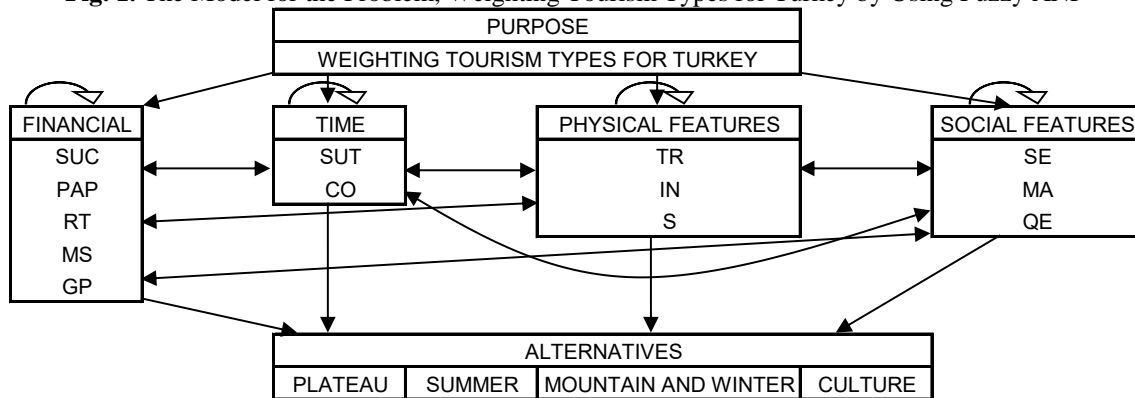 Fig. 1. The Model for the Problem, Weighting Tourism Types for Turkey by Using Fuzzy ANP
PURPOSE
WEIGHTING TOURISM TYPES FOR TURKEY
FINANCIAL
SUC
PAP
RT
MS
GP
TIME
SUT
CO
PHYSICAL FEATURES
TR
IN
S
SOCIAL FEATURES
SE
MA
QE
ALTERNATIVES
PLATEAU SUMMER MOUNTAIN AND WINTER CULTURE